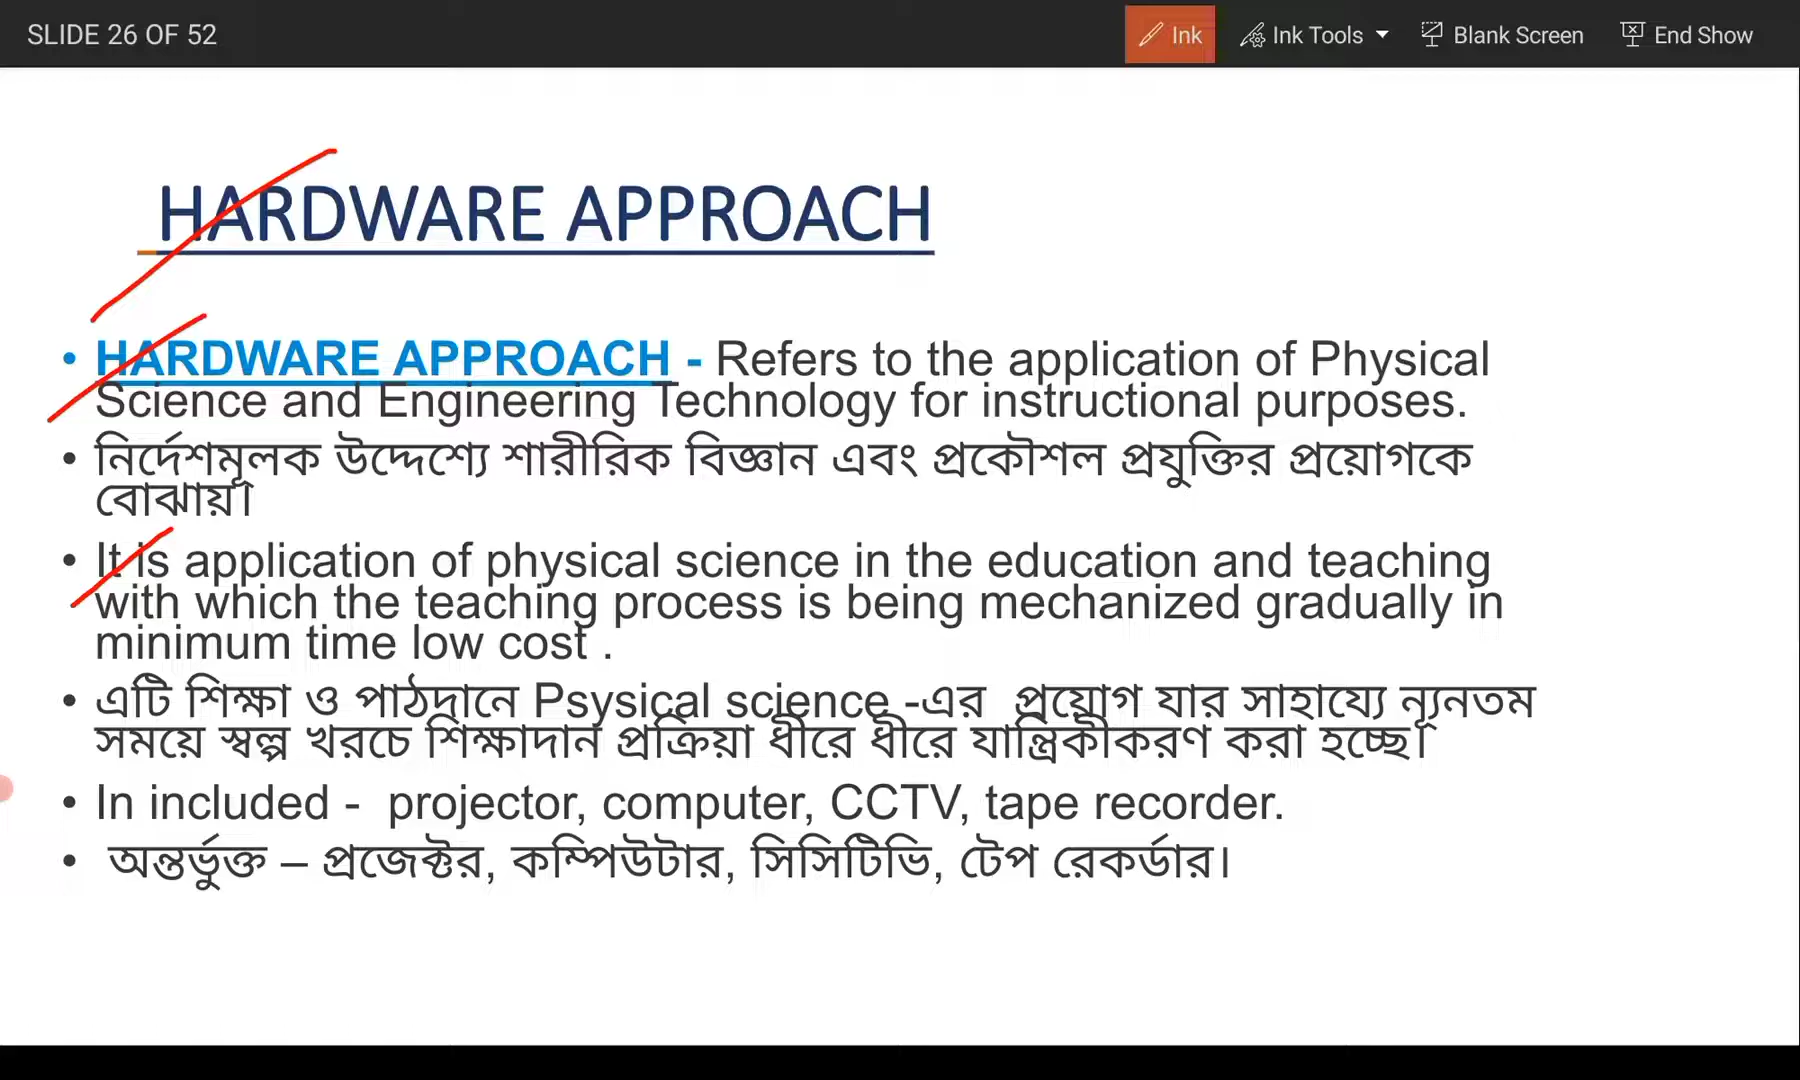 SLIDE 26 OF 52
Ink
Ink Tools
Blank Screen
End Show
HARDWARE APPROACH
• HARDWARE APPROACH - Refers to the application of Physical
Science and Engineering Technology for instructional purposes.
• নির্দেশমূলক উদ্দেশ্যে শারীরিক বিজ্ঞান এবং প্রকৌশল প্রযুক্তির প্রয়োগকে
বোঝায়।
• It is application of physical science in the education and teaching
with which the teaching process is being mechanized gradually in
minimum time low cost .
• এটি শিক্ষা ও পাঠদানে Psysical science -এর প্রয়োগ যার সাহায্যে ন্যূনতম
সময়ে স্বল্প খরচে শিক্ষাদান প্রক্রিয়া ধীরে ধীরে যান্ত্রিকীকরণ করা হচ্ছে।
• In included - projector, computer, CCTV, tape recorder.
• অন্তর্ভুক্ত – প্রজেক্টর, কম্পিউটার, সিসিটিভি, টেপ রেকর্ডার।